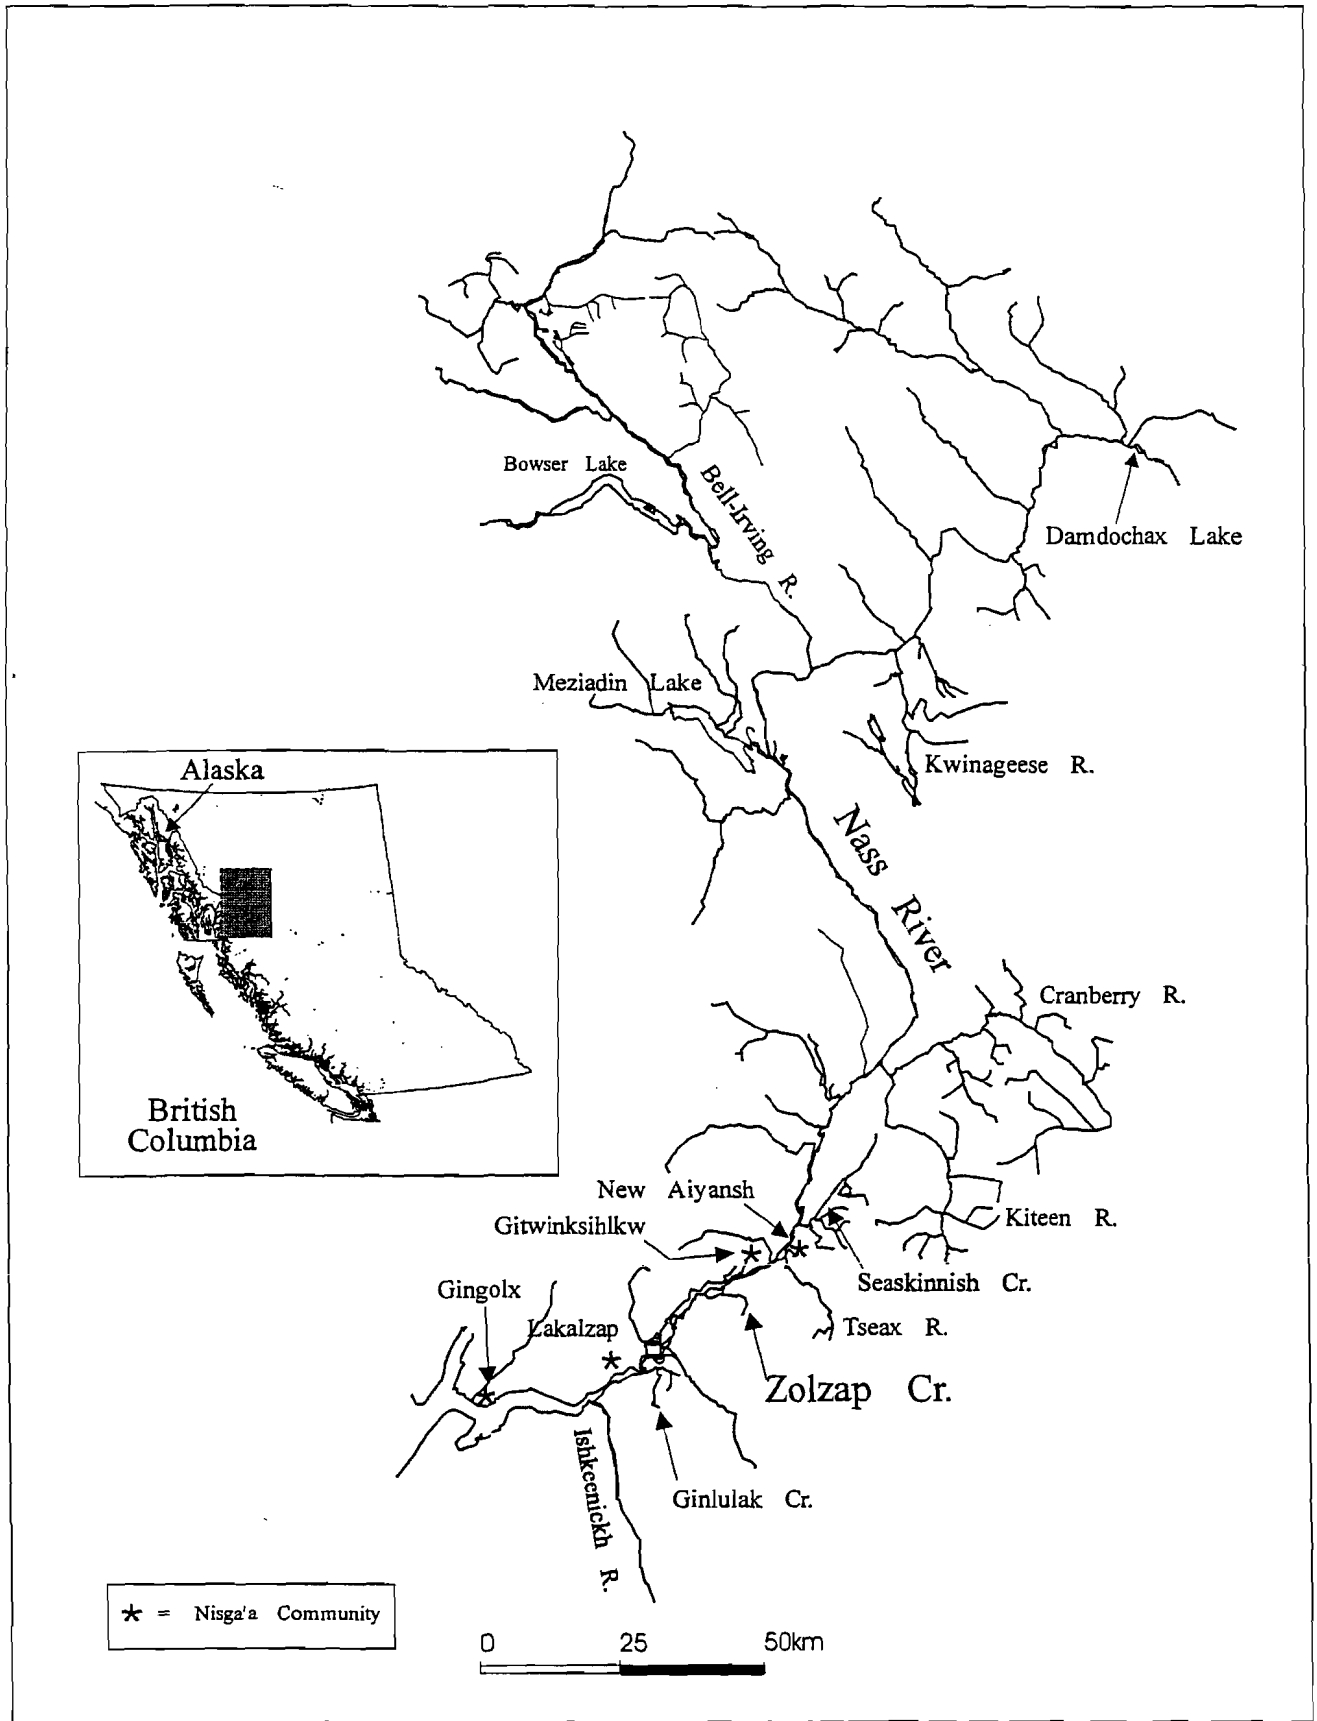 Bowser Lake
Bell-Irving R.
Damdochax Lake
Meziadin Lake
Kwinageese R.
Alaska
Nass River
Cranberry R.
British
Columbia
New Aiyansh
Gitwinksihlkw
Kiteen R.
Seaskinnish Cr.
Gingolx
Lakalzap
Tseax R.
Zolzap Cr.
Ishkeenickh R.
Ginlulak Cr.
* = Nisga'a Community
0 25 50km